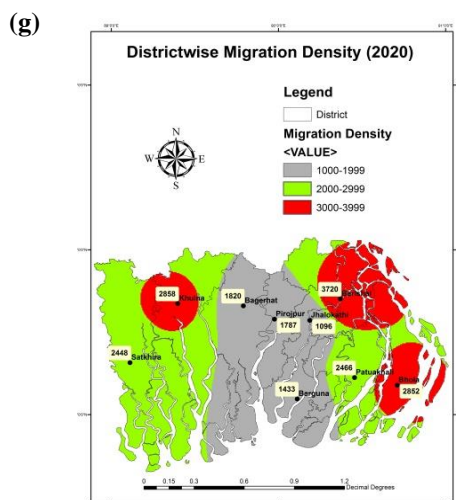 (g)
Districtwise Migration Density (2020)
Legend
District
Migration Density
<VALUE>
1000-1999
2000-2999
3000-3999
N
W E
S
2858
Khulna
1820
Bagerhat
3720
Pirojpur
1787
Jhalokathi
1096
2448
Satkhira
2466
Patuakhali
1433
Berguna
2852
0 0.15 0.3 0.6 0.9 1.2
Decimal Degrees